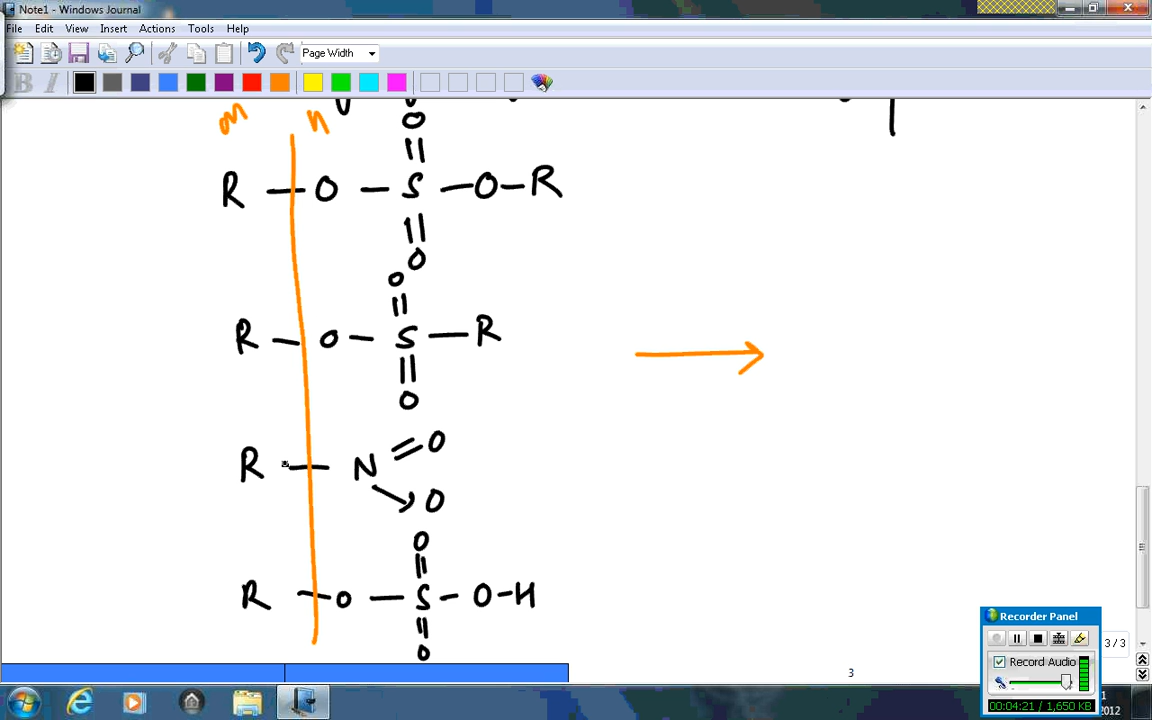 Note1 - Windows Journal
File Edit View Insert Actions Tools Help
Page Width
B I
m n
O
R — O — S — O — R
O
O
R — O — S — R
O
R — N = O
O
O
R — O — S — O - H
O
3
3 / 3
Recorder Panel
Record Audio
00:04:21 / 1,650 KB
2012